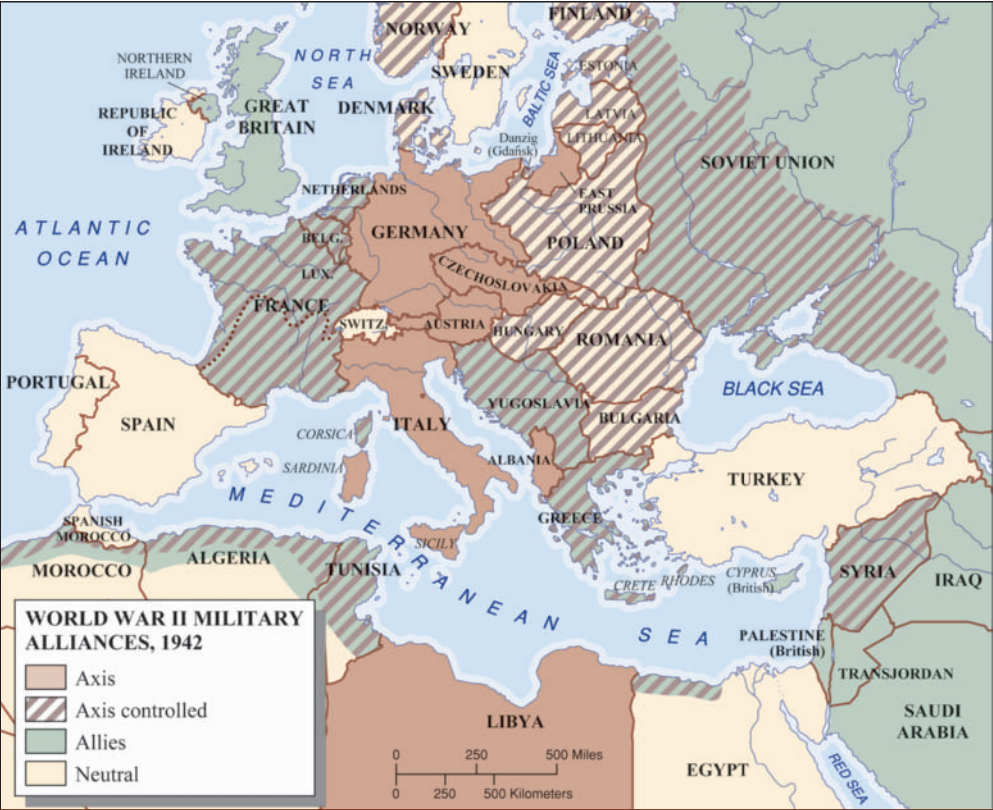 FINLAND
NORWAY
NORTHERN
IRELAND
NORTH
SEA
SWEDEN
ESTONIA
BALTIC SEA
REPUBLIC
OF
IRELAND
GREAT
BRITAIN
DENMARK
LATVIA
Danzig
(Gdańsk)
LITHUANIA
SOVIET UNION
NETHERLANDS
EAST
PRUSSIA
ATLANTIC
OCEAN
BELG.
GERMANY
POLAND
LUX.
CZECHOSLOVAKIA
FRANCE
SWITZ.
AUSTRIA
HUNGARY
ROMANIA
PORTUGAL
SPAIN
BLACK SEA
YUGOSLAVIA
BULGARIA
CORSICA
ITALY
SARDINIA
ALBANIA
TURKEY
MEDITERRANEAN SEA
GREECE
SPANISH
MOROCCO
SICILY
MOROCCO
ALGERIA
TUNISIA
CRETE
RHODES
CYPRUS
(British)
SYRIA
IRAQ
PALESTINE
(British)
TRANSJORDAN
SAUDI
ARABIA
LIBYA
EGYPT
RED SEA
WORLD WAR II MILITARY
ALLIANCES, 1942
Axis
Axis controlled
Allies
Neutral
0 250 500 Miles
0 250 500 Kilometers